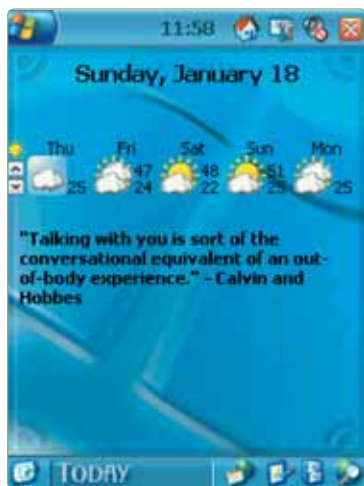 11:58
Sunday, January 18
Thu Fri Sat Sun Mon
47 48 51
25 24 22 25 25
"Talking with you is sort of the
conversational equivalent of an out-
of-body experience." - Calvin and
Hobbes
TODAY